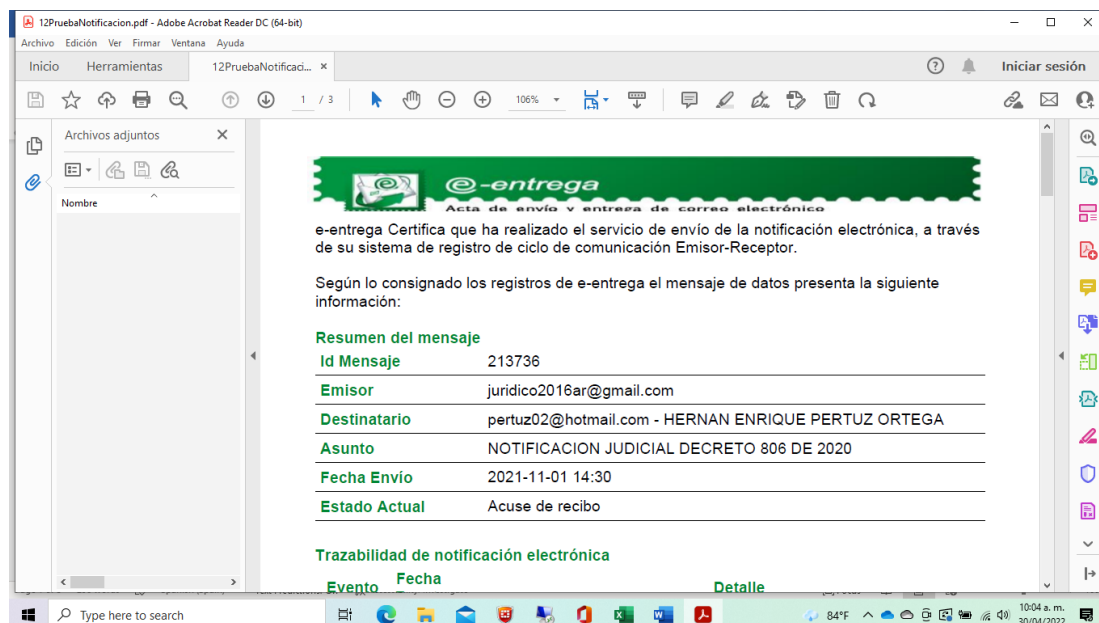 12PruebaNotificacion.pdf - Adobe Acrobat Reader DC (64-bit)
Archivo Edición Ver Firmar Ventana Ayuda
Inicio Herramientas 12PruebaNotificaci... × Iniciar sesión
1 / 3 106%
Archivos adjuntos
Nombre
@-entrega
Acta de envío y entrega de correo electrónico
e-entrega Certifica que ha realizado el servicio de envío de la notificación electrónica, a través
de su sistema de registro de ciclo de comunicación Emisor-Receptor.
Según lo consignado los registros de e-entrega el mensaje de datos presenta la siguiente
información:
Resumen del mensaje
Id Mensaje 213736
Emisor juridico2016ar@gmail.com
Destinatario pertuz02@hotmail.com - HERNAN ENRIQUE PERTUZ ORTEGA
Asunto NOTIFICACION JUDICIAL DECRETO 806 DE 2020
Fecha Envío 2021-11-01 14:30
Estado Actual Acuse de recibo
Trazabilidad de notificación electrónica
Evento Fecha Detalle
Type here to search 84°F 10:04 a. m.
30/04/2022